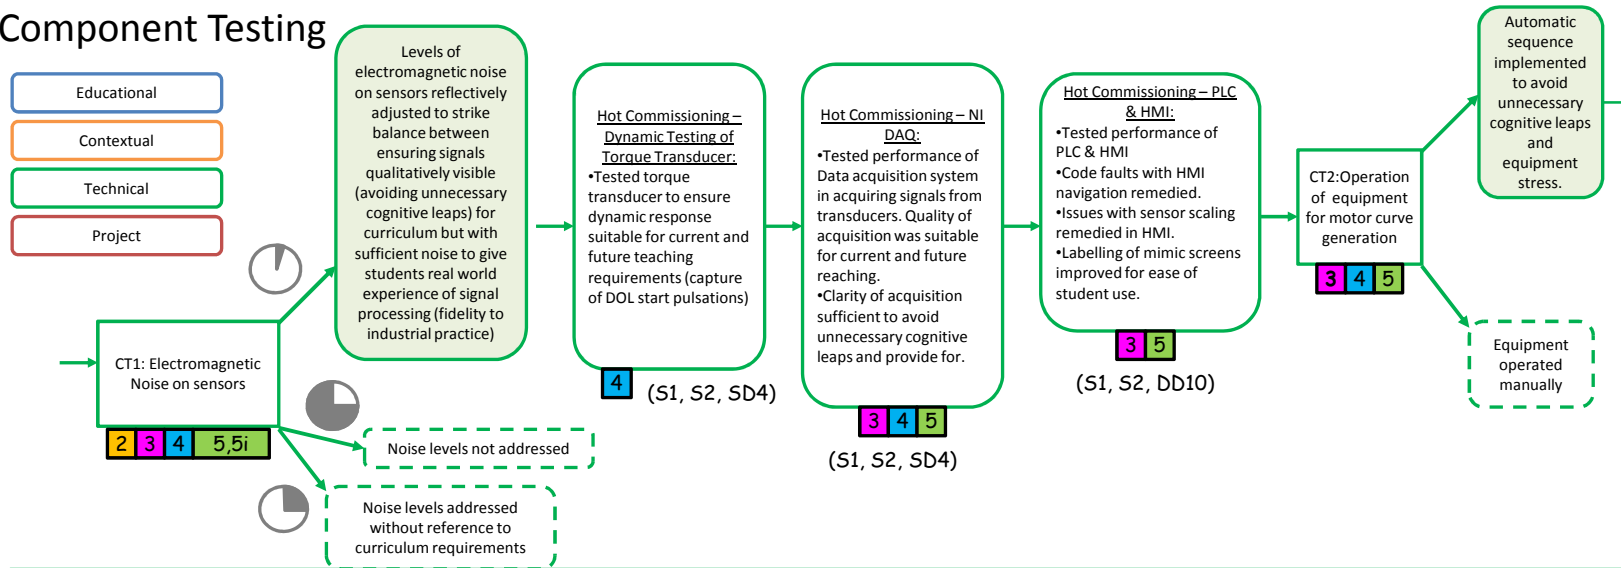 Component Testing
Educational
Contextual
Technical
Project
CT1: Electromagnetic
Noise on sensors
2 3 4 5,5i
Levels of
electromagnetic noise
on sensors reflectively
adjusted to strike
balance between
ensuring signals
qualitatively visible
(avoiding unnecessary
cognitive leaps) for
curriculum but with
sufficient noise to give
students real world
experience of signal
processing (fidelity to
industrial practice)
Noise levels not addressed
Noise levels addressed
without reference to
curriculum requirements
Hot Commissioning –
Dynamic Testing of
Torque Transducer:
•Tested torque
transducer to ensure
dynamic response
suitable for current and
future teaching
requirements (capture
of DOL start pulsations)
4
(S1, S2, SD4)
Hot Commissioning – NI
DAQ:
•Tested performance of
Data acquisition system
in acquiring signals from
transducers. Quality of
acquisition was suitable
for current and future
reaching.
•Clarity of acquisition
sufficient to avoid
unnecessary cognitive
leaps and provide for.
3 4 5
(S1, S2, SD4)
Hot Commissioning – PLC
& HMI:
•Tested performance of
PLC & HMI
•Code faults with HMI
navigation remedied.
•Issues with sensor scaling
remedied in HMI.
•Labelling of mimic screens
improved for ease of
student use.
3 5
(S1, S2, DD10)
CT2:Operation
of equipment
for motor curve
generation
3 4 5
Automatic
sequence
implemented
to avoid
unnecessary
cognitive leaps
and
equipment
stress.
Equipment
operated
manually